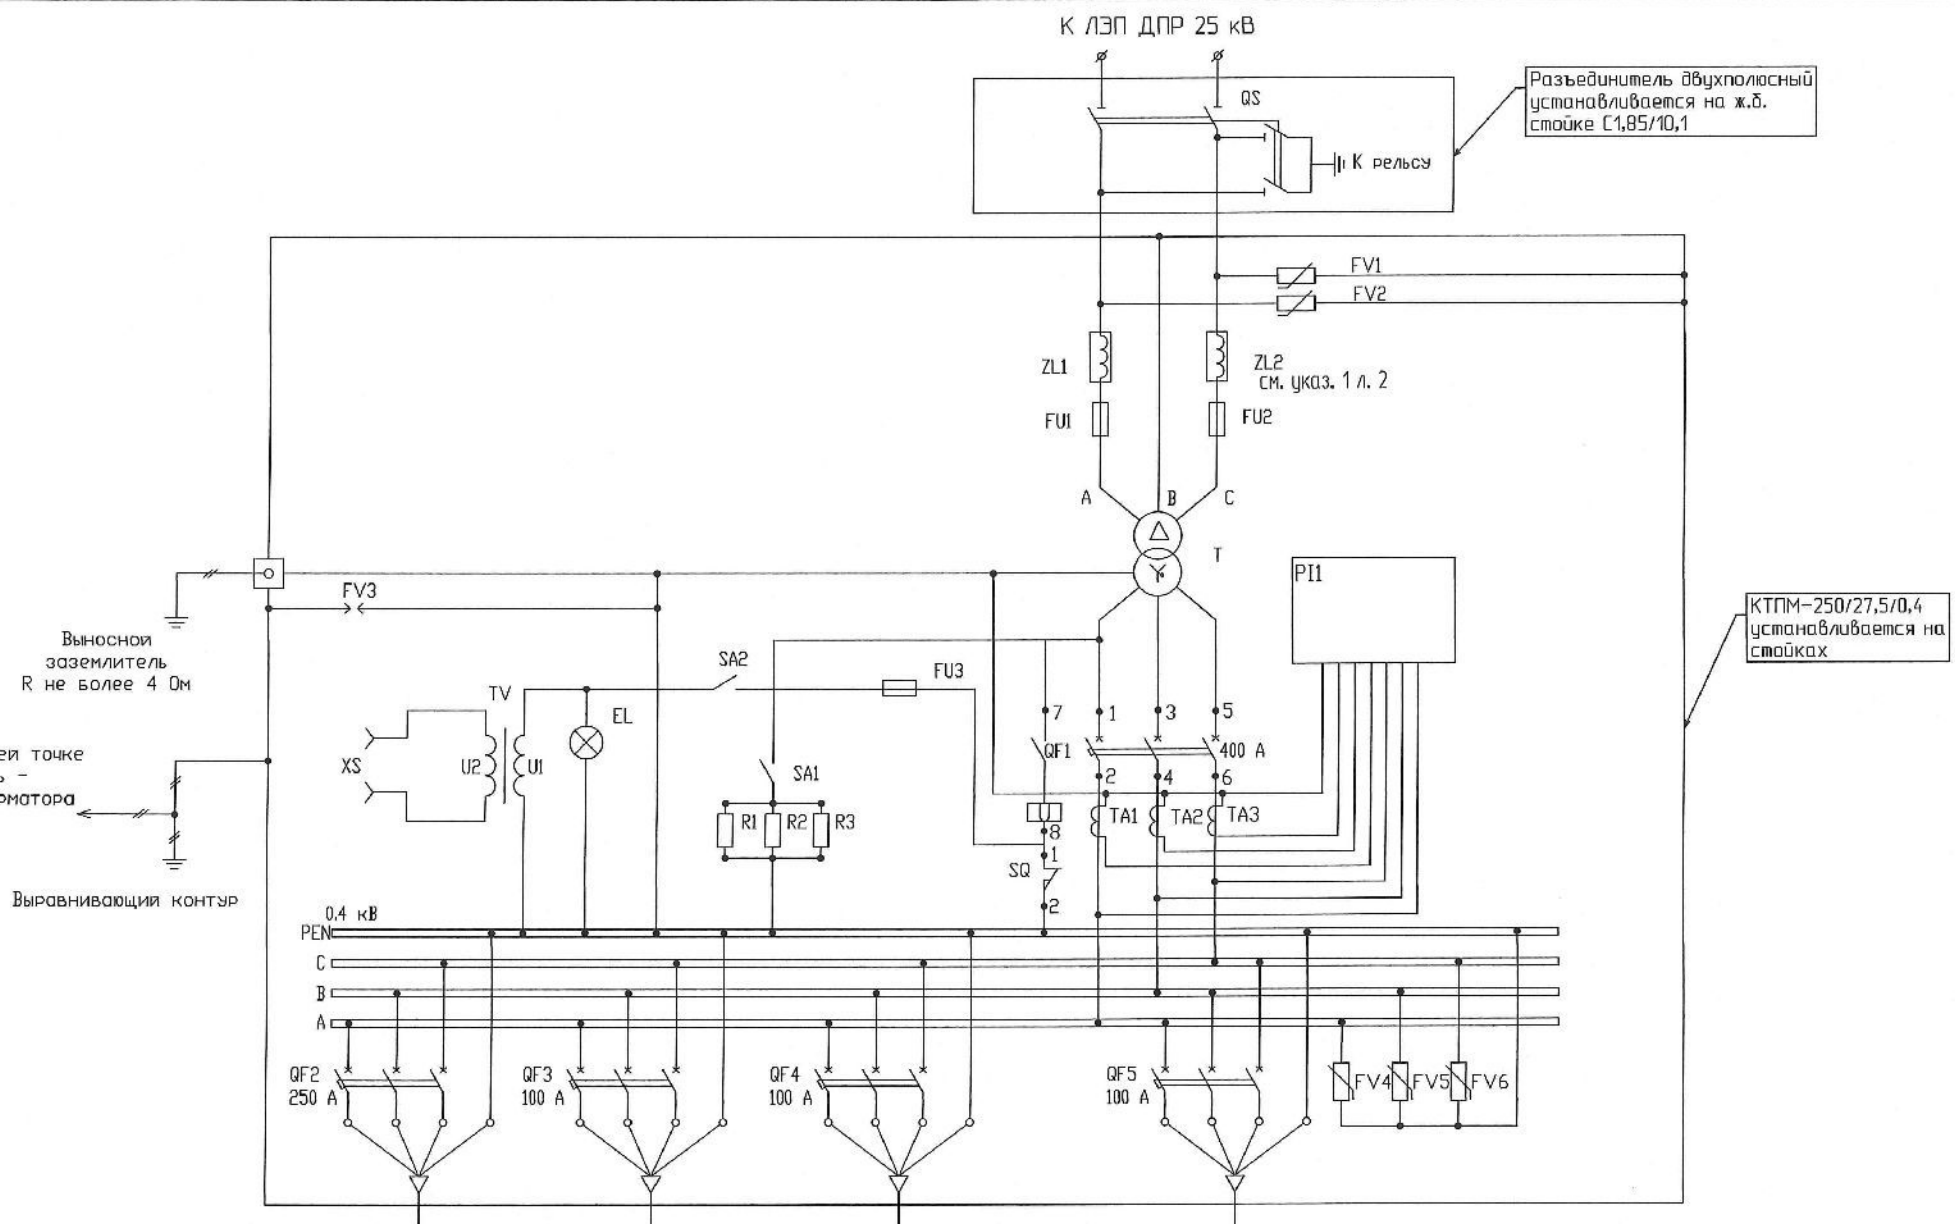 К ЛЭП ДПР 25 кВ
QS
К рельсу
Разъединитель двухполюсный
устанавливается на ж.б.
стойке С1,85/10,1
FV1
FV2
ZL1
ZL2
см. указ. 1 л. 2
FU1
FU2
A
B
C
T
PI1
КТПМ-250/27,5/0,4
устанавливается на
стойках
FV3
Выносной
заземлитель
R не более 4 Ом
SA2
FU3
TV
EL
XS
U2
U1
SA1
R1
R2
R3
7
1
3
5
QF1
400 А
2
4
6
TA1
TA2
TA3
8
1
SQ
2
точке
Выравнивающий контур
0,4 кВ
PEN
C
B
A
QF2
250 А
QF3
100 А
QF4
100 А
QF5
100 А
FV4
FV5
FV6